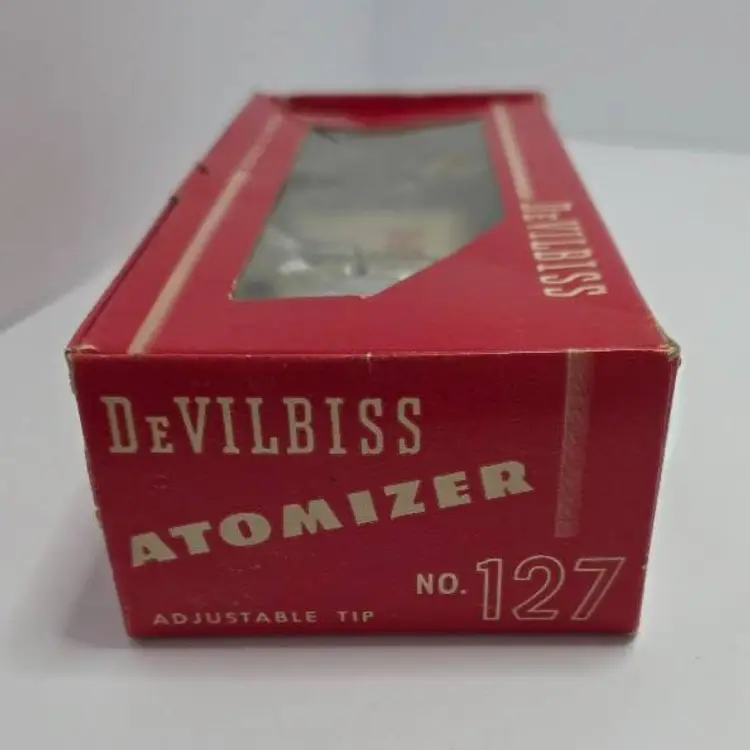 DEVILBISS
DEVILBISS
ATOMIZER
NO. 127
ADJUSTABLE TIP